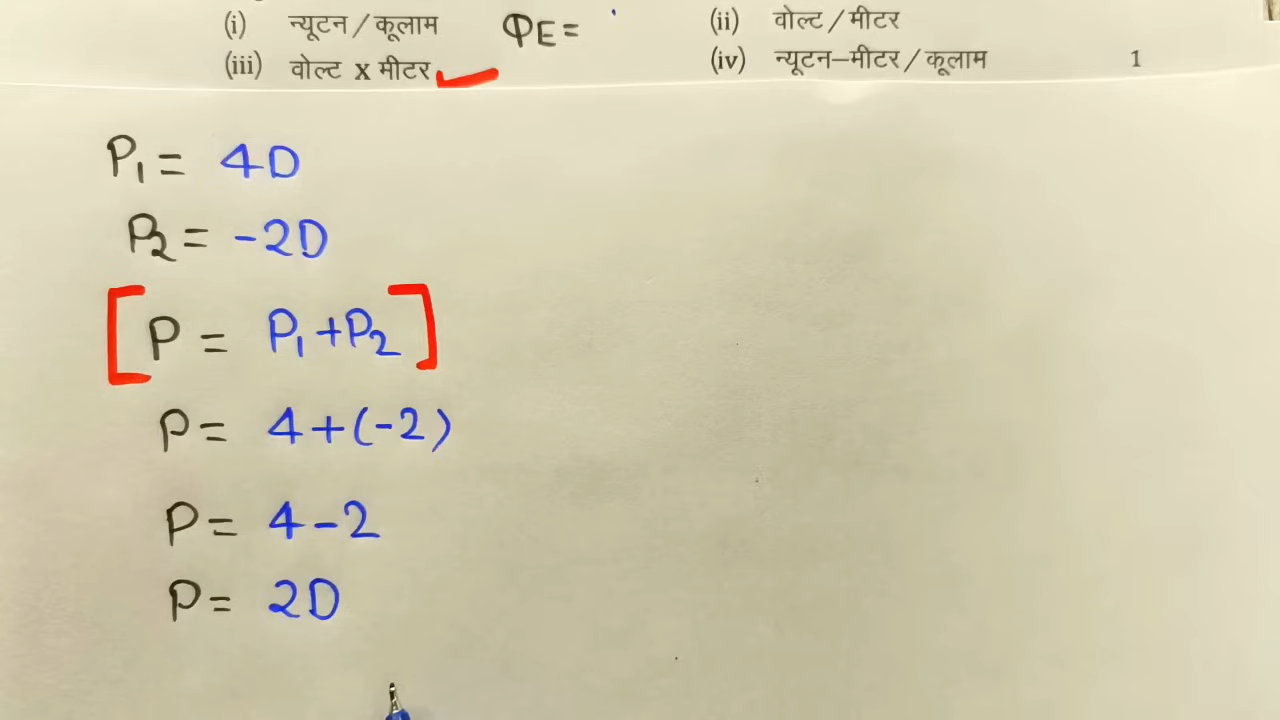 (i) न्यूटन / कूलाम ΦE= (ii) वोल्ट / मीटर
(iii) वोल्ट X मीटर (iv) न्यूटन–मीटर / कूलाम 1
P₁ = 4D
P₂ = -2D
[P = P₁+P₂]
P = 4+(-2)
P = 4-2
P = 2D